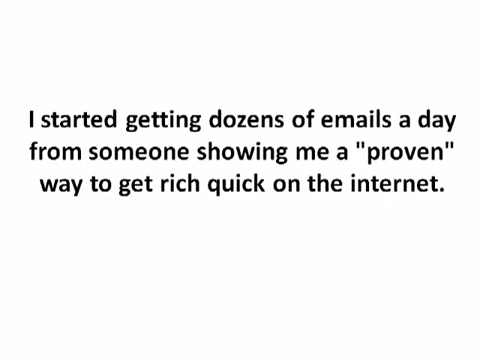 I started getting dozens of emails a day
from someone showing me a "proven"
way to get rich quick on the internet.